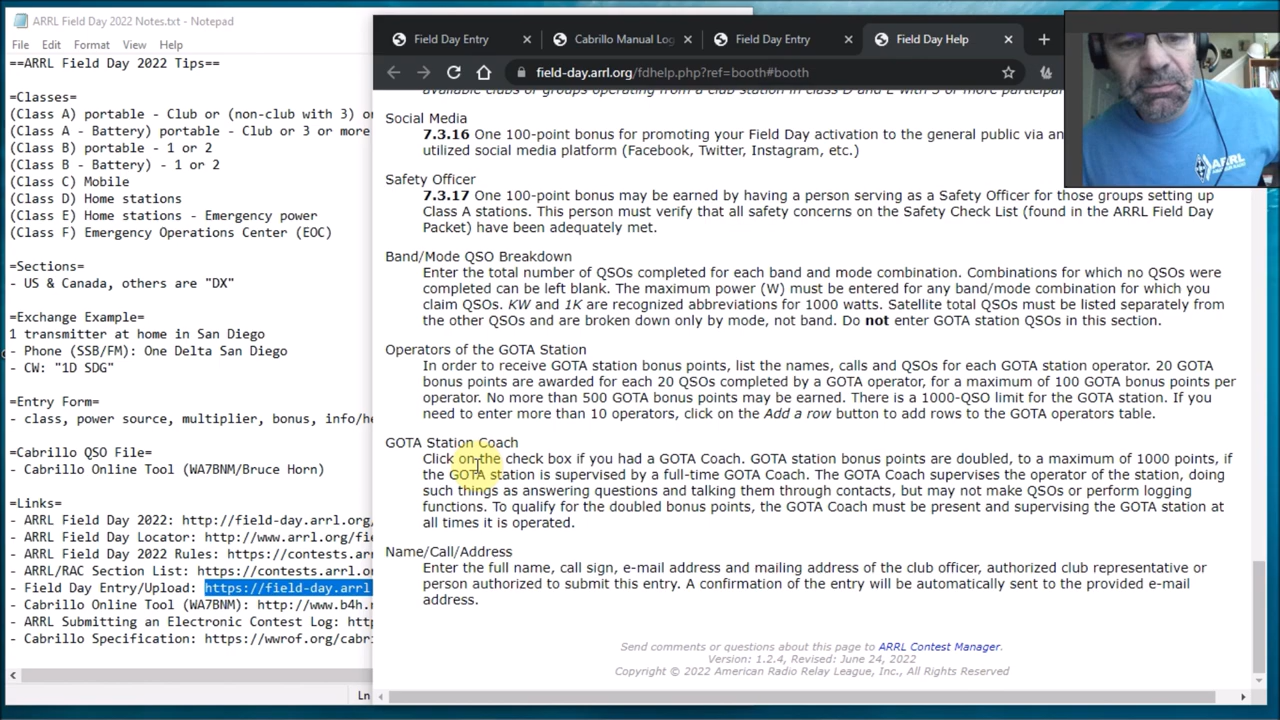 ARRL Field Day 2022 Notes.txt - Notepad
File Edit Format View Help
==ARRL Field Day 2022 Tips==
=Classes=
(Class A) portable - Club or (non-club with 3) or
(Class A - Battery) portable - Club or 3 or more
(Class B) portable - 1 or 2
(Class B - Battery) - 1 or 2
(Class C) Mobile
(Class D) Home stations
(Class E) Home stations - Emergency power
(Class F) Emergency Operations Center (EOC)
=Sections=
- US & Canada, others are "DX"
=Exchange Example=
1 transmitter at home in San Diego
- Phone (SSB/FM): One Delta San Diego
- CW: "1D SDG"
=Entry Form=
- class, power source, multiplier, bonus, info/he
=Cabrillo QSO File=
- Cabrillo Online Tool (WA7BNM/Bruce Horn)
=Links=
- ARRL Field Day 2022: http://field-day.arrl.org/
- ARRL Day Locator: http://www.arrl.org/fie
- ARRL Field Day 2022 Rules: https://contests.arrl.
- ARRL/RAC Section List: https://contests.arrl.or
- Field Day Entry/Upload: https://field-day.arrl
- Cabrillo Online Tool (WA7BNM): http://www.b4h.n
- ARRL Submitting an Electronic Contest Log: htt
- Cabrillo Specification: https://wwrof.org/cabr
Ln
Field Day Entry
Cabrillo Manual Log
Field Day Entry
Field Day Help
field-day.arrl.org/fdhelp.php?ref=booth#booth
available clubs or groups operating from a club station in class D and E with 3 or more participan
Social Media
7.3.16 One 100-point bonus for promoting your Field Day activation to the general public via an
utilized social media platform (Facebook, Twitter, Instagram, etc.)
Safety Officer
7.3.17 One 100-point bonus may be earned by having a person serving as a Safety Officer for those groups setting up
Class A stations. This person must verify that all safety concerns on the Safety Check List (found in the ARRL Field Day
Packet) have been adequately met.
Band/Mode QSO Breakdown
Enter the total number of QSOs completed for each band and mode combination. Combinations for which no QSOs were
completed can be left blank. The maximum power (W) must be entered for any band/mode combination for which you
claim QSOs. KW and 1K are recognized abbreviations for 1000 watts. Satellite total QSOs must be listed separately from
the other QSOs and are broken down only by mode, not band. Do not enter GOTA station QSOs in this section.
Operators of the GOTA Station
In order to receive GOTA station bonus points, list the names, calls and QSOs for each GOTA station operator. 20 GOTA
bonus points are awarded for each 20 QSOs completed by a GOTA operator, for a maximum of 100 GOTA bonus points per
operator. No more than 500 GOTA bonus points may be earned. There is a 1000-QSO limit for the GOTA station. If you
need to enter more than 10 operators, click on the Add a row button to add rows to the GOTA operators table.
GOTA Station Coach
Click on the check box if you had a GOTA Coach. GOTA station bonus points are doubled, to a maximum of 1000 points, if
the GOTA station is supervised by a full-time GOTA Coach. The GOTA Coach supervises the operator of the station, doing
such things as answering questions and talking them through contacts, but may not make QSOs or perform logging
functions. To qualify for the doubled bonus points, the GOTA Coach must be present and supervising the GOTA station at
all times it is operated.
Name/Call/Address
Enter the full name, call sign, e-mail address and mailing address of the club officer, authorized club representative or
person authorized to submit this entry. A confirmation of the entry will be automatically sent to the provided e-mail
address.
Send comments or questions about this page to ARRL Contest Manager.
Version: 1.2.4, Revised: June 24, 2022
Copyright © 2022 American Radio Relay League, Inc., All Rights Reserved
ARRL